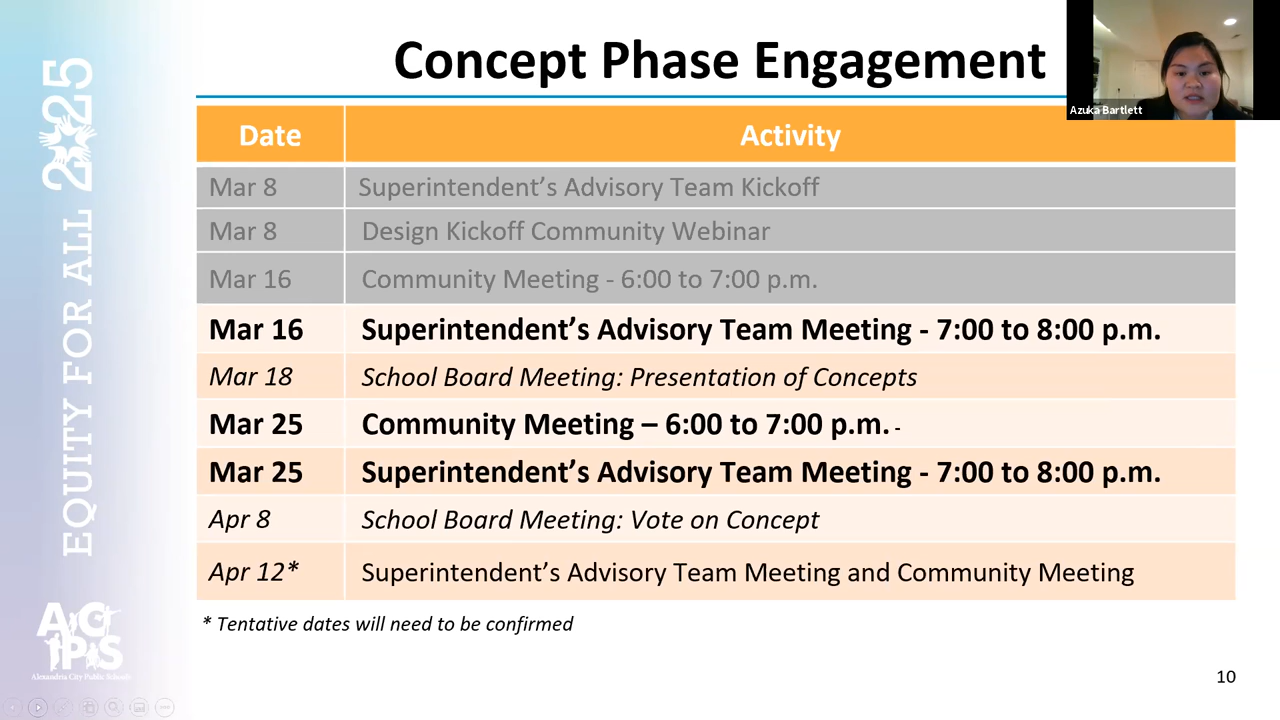 Concept Phase Engagement
Azuka Bartlett
Date Activity
Mar 8 Superintendent's Advisory Team Kickoff
Mar 8 Design Kickoff Community Webinar
Mar 16 Community Meeting - 6:00 to 7:00 p.m.
Mar 16 Superintendent's Advisory Team Meeting - 7:00 to 8:00 p.m.
Mar 18 School Board Meeting: Presentation of Concepts
Mar 25 Community Meeting – 6:00 to 7:00 p.m. -
Mar 25 Superintendent's Advisory Team Meeting - 7:00 to 8:00 p.m.
Apr 8 School Board Meeting: Vote on Concept
Apr 12* Superintendent's Advisory Team Meeting and Community Meeting
* Tentative dates will need to be confirmed
10
EQUITY FOR ALL 2025
ACPS
Alexandria City Public Schools